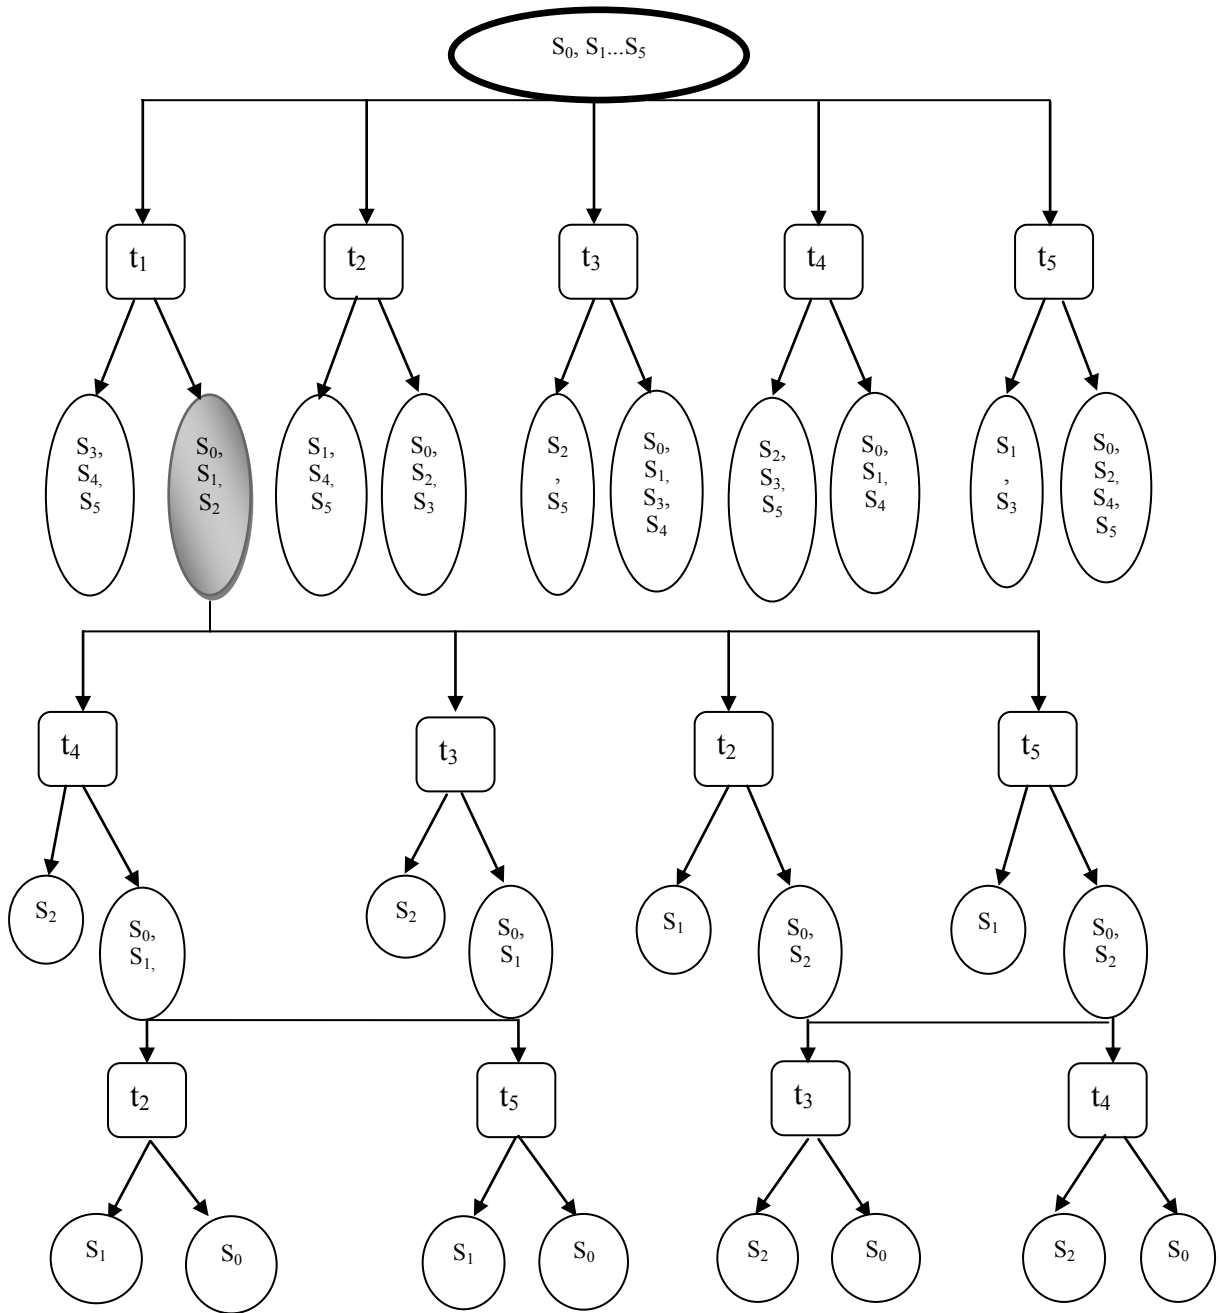 S₀, S₁...S₅
t₁
t₂
t₃
t₄
t₅
S₃,
S₄,
S₅
S₀,
S₁,
S₂
S₁,
S₄,
S₅
S₀,
S₂,
S₃
S₂
,
S₅
S₀,
S₁,
S₃,
S₄
S₂,
S₃,
S₅
S₀,
S₁,
S₄
S₁
,
S₃
S₀,
S₂,
S₄,
S₅
t₄
t₃
t₂
t₅
S₂
S₀,
S₁,
S₂
S₀,
S₁
S₁
S₀,
S₂
S₁
S₀,
S₂
t₂
t₅
t₃
t₄
S₁
S₀
S₁
S₀
S₂
S₀
S₂
S₀